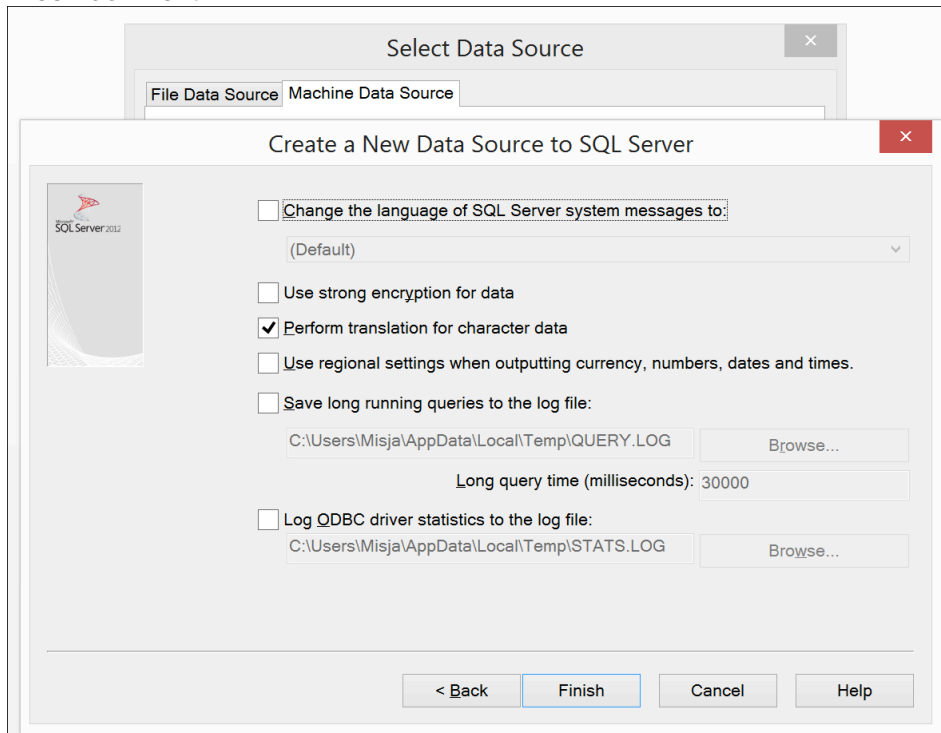 Select Data Source
File Data Source Machine Data Source
Create a New Data Source to SQL Server
SQL Server 2012
Change the language of SQL Server system messages to:
(Default)
Use strong encryption for data
Perform translation for character data
Use regional settings when outputting currency, numbers, dates and times.
Save long running queries to the log file:
C:\Users\Misja\AppData\Local\Temp\QUERY.LOG Browse...
Long query time (milliseconds): 30000
Log ODBC driver statistics to the log file:
C:\Users\Misja\AppData\Local\Temp\STATS.LOG Browse...
< Back Finish Cancel Help